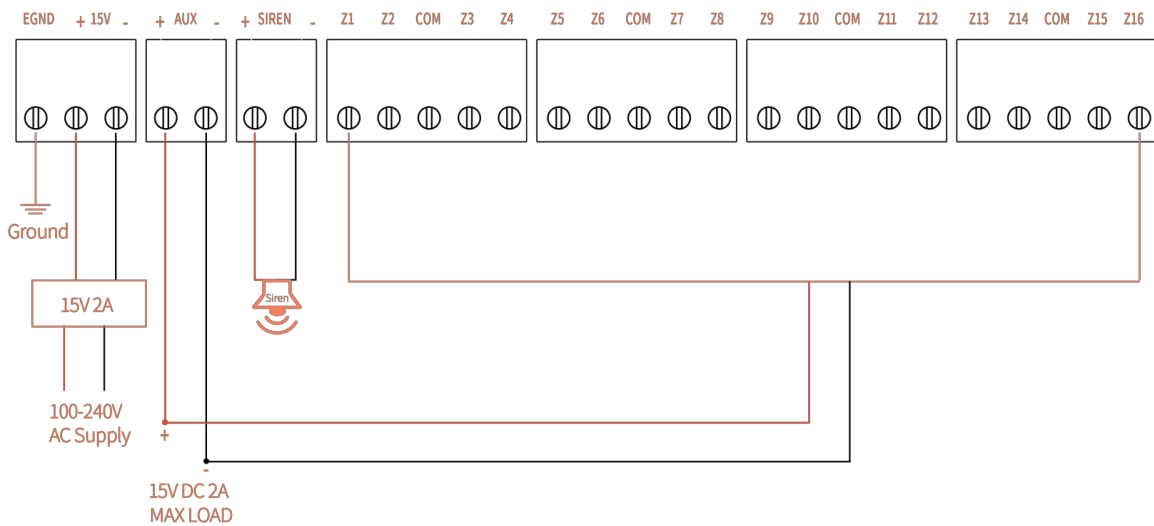 EGND + 15V - + AUX - + SIREN - Z1 Z2 COM Z3 Z4 Z5 Z6 COM Z7 Z8 Z9 Z10 COM Z11 Z12 Z13 Z14 COM Z15 Z16
Ground
Siren
15V 2A
100-240V
AC Supply
+
-
15V DC 2A
MAX LOAD